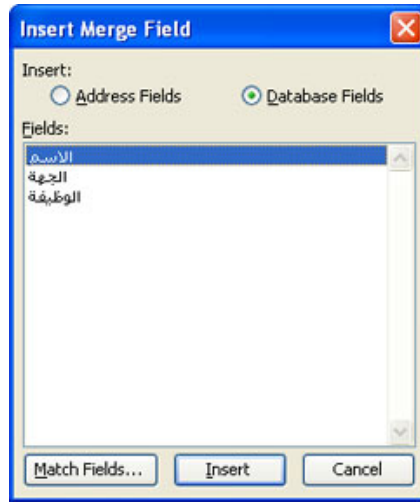 Insert Merge Field
Insert:
Address Fields Database Fields
Fields:
الاسم
الجهة
الوظيفة
Match Fields... Insert Cancel